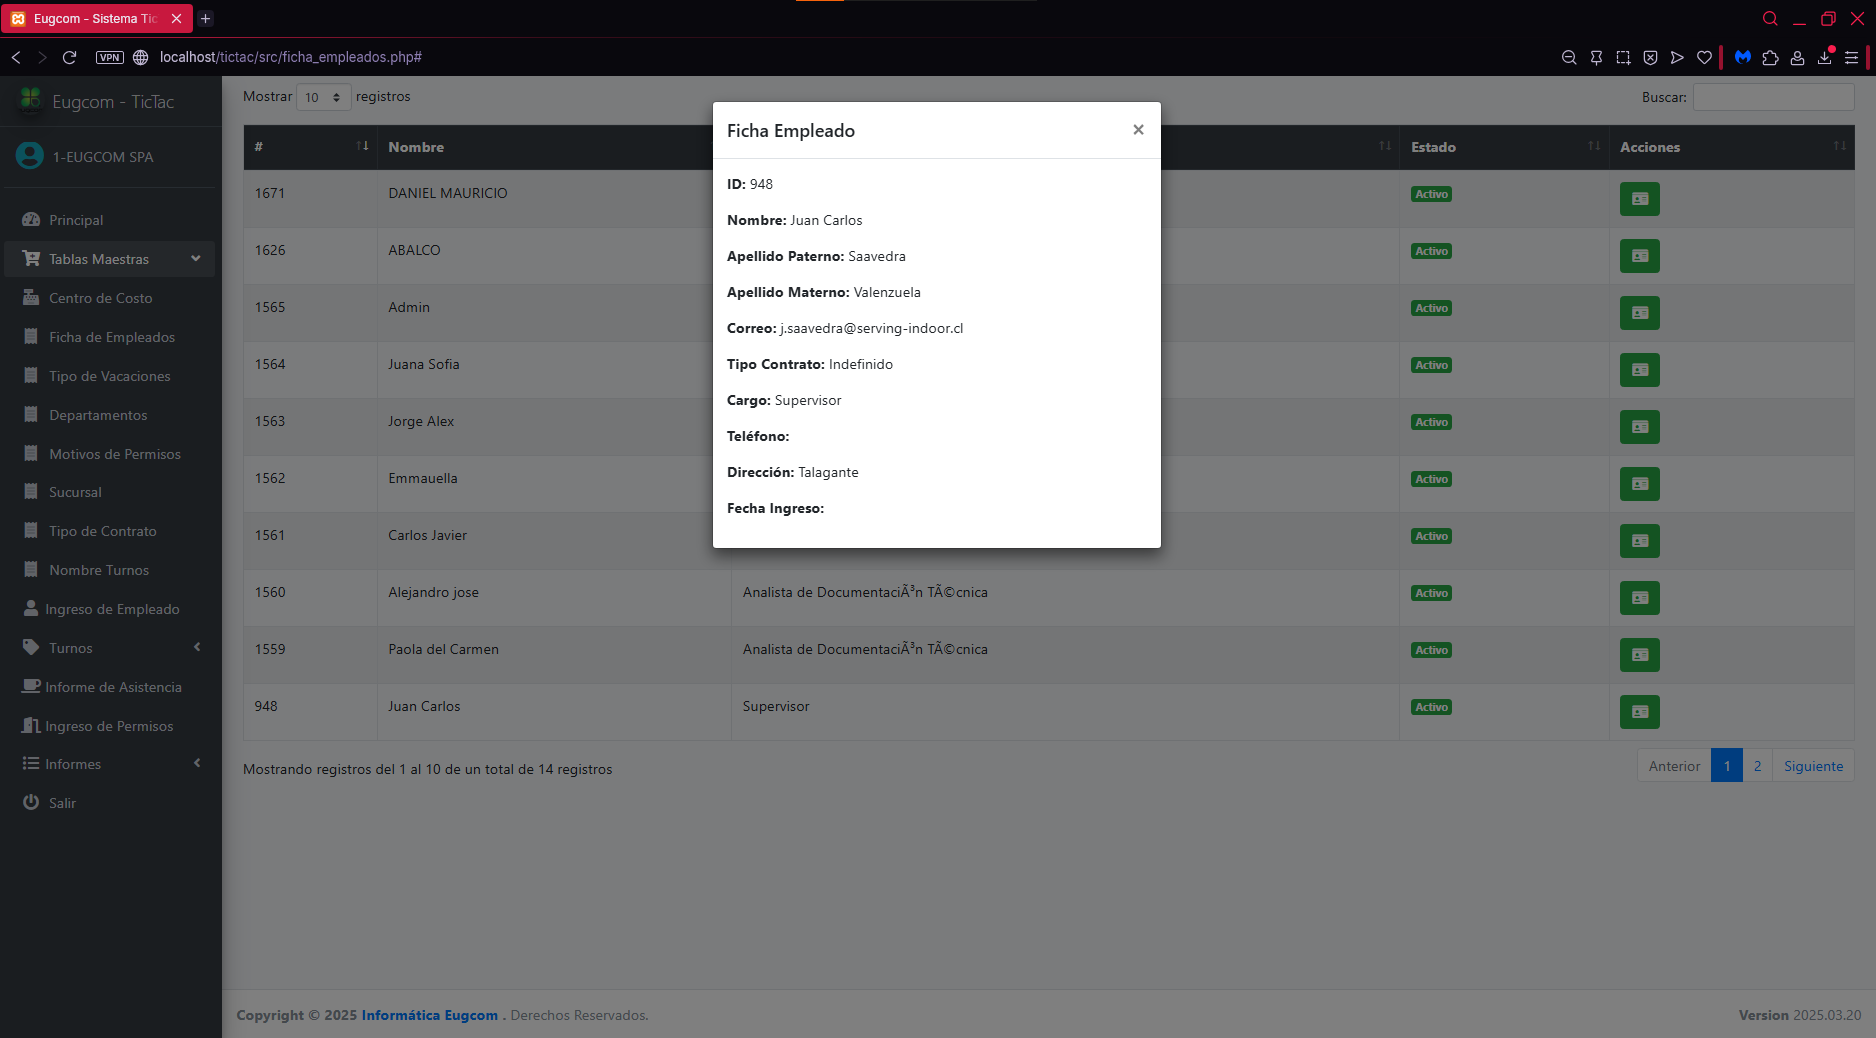 Eugcom - Sistema Tic
VPN
localhost/tictac/src/ficha_empleados.php#
Eugcom - TicTac
1-EUGCOM SPA
Principal
Tablas Maestras
Centro de Costo
Ficha de Empleados
Tipo de Vacaciones
Departamentos
Motivos de Permisos
Sucursal
Tipo de Contrato
Nombre Turnos
Ingreso de Empleado
Turnos
Informe de Asistencia
Ingreso de Permisos
Informes
Salir
Mostrar 10 registros
Buscar:
# Nombre Estado Acciones
1671 DANIEL MAURICIO Activo
1626 ABALCO Activo
1565 Admin Activo
1564 Juana Sofia Activo
1563 Jorge Alex Activo
1562 Emmauella Activo
1561 Carlos Javier Activo
1560 Alejandro jose Analista de DocumentaciÃ³n TÃ©cnica Activo
1559 Paola del Carmen Analista de DocumentaciÃ³n TÃ©cnica Activo
948 Juan Carlos Supervisor Activo
Mostrando registros del 1 al 10 de un total de 14 registros
Anterior 1 2 Siguiente
Ficha Empleado ×
ID: 948
Nombre: Juan Carlos
Apellido Paterno: Saavedra
Apellido Materno: Valenzuela
Correo: j.saavedra@serving-indoor.cl
Tipo Contrato: Indefinido
Cargo: Supervisor
Teléfono:
Dirección: Talagante
Fecha Ingreso:
Copyright © 2025 Informática Eugcom . Derechos Reservados.
Version 2025.03.20